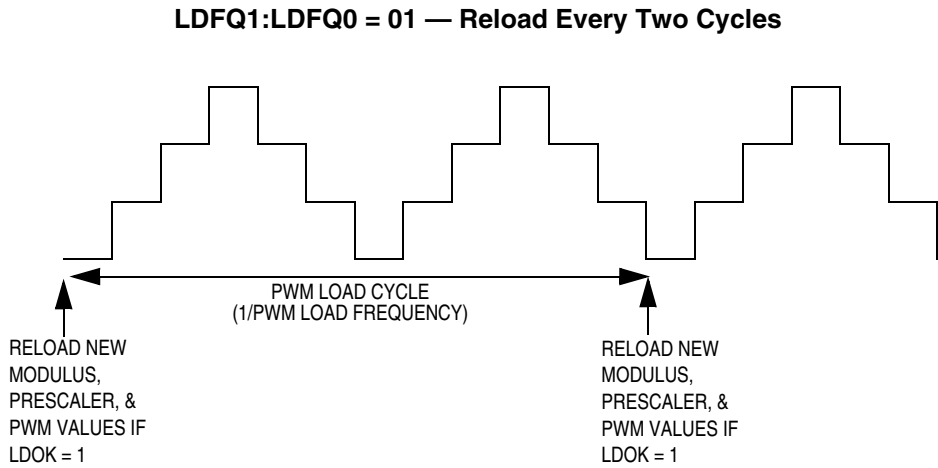 LDFQ1:LDFQ0 = 01 — Reload Every Two Cycles
PWM LOAD CYCLE
(1/PWM LOAD FREQUENCY)
RELOAD NEW
MODULUS,
PRESCALER, &
PWM VALUES IF
LDOK = 1
RELOAD NEW
MODULUS,
PRESCALER, &
PWM VALUES IF
LDOK = 1